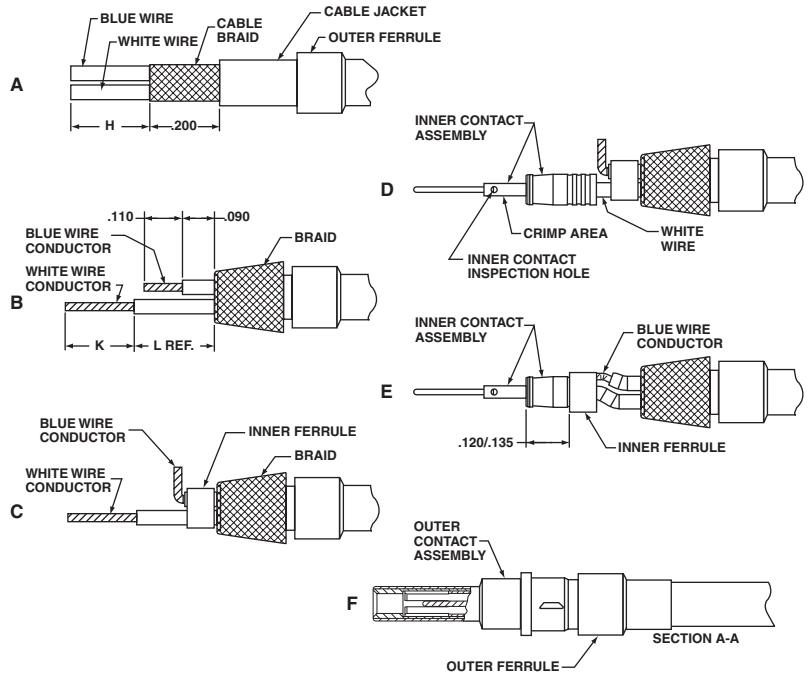 BLUE WIRE
WHITE WIRE
CABLE
BRAID
CABLE JACKET
OUTER FERRULE
A
H
.200
.110
.090
BLUE WIRE
CONDUCTOR
BRAID
WHITE WIRE
CONDUCTOR
B
K
L REF.
BLUE WIRE
CONDUCTOR
INNER FERRULE
BRAID
WHITE WIRE
CONDUCTOR
C
INNER CONTACT
ASSEMBLY
D
CRIMP AREA
WHITE
WIRE
INNER CONTACT
INSPECTION HOLE
INNER CONTACT
ASSEMBLY
BLUE WIRE
CONDUCTOR
E
.120/.135
INNER FERRULE
OUTER
CONTACT
ASSEMBLY
F
SECTION A-A
OUTER FERRULE